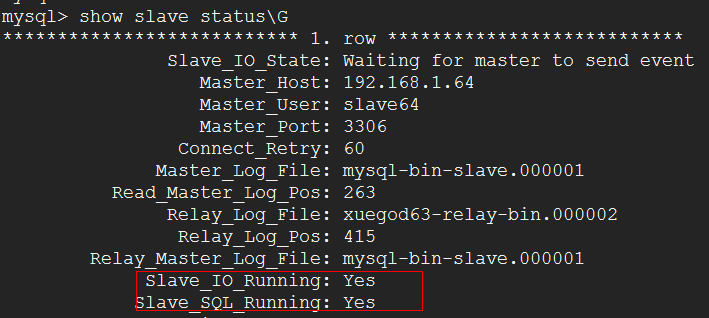 mysql> show slave status\G
*************************** 1. row ***************************
Slave_IO_State: Waiting for master to send event
Master_Host: 192.168.1.64
Master_User: slave64
Master_Port: 3306
Connect_Retry: 60
Master_Log_File: mysql-bin-slave.000001
Read_Master_Log_Pos: 263
Relay_Log_File: xuegod63-relay-bin.000002
Relay_Log_Pos: 415
Relay_Master_Log_File: mysql-bin-slave.000001
Slave_IO_Running: Yes
Slave_SQL_Running: Yes